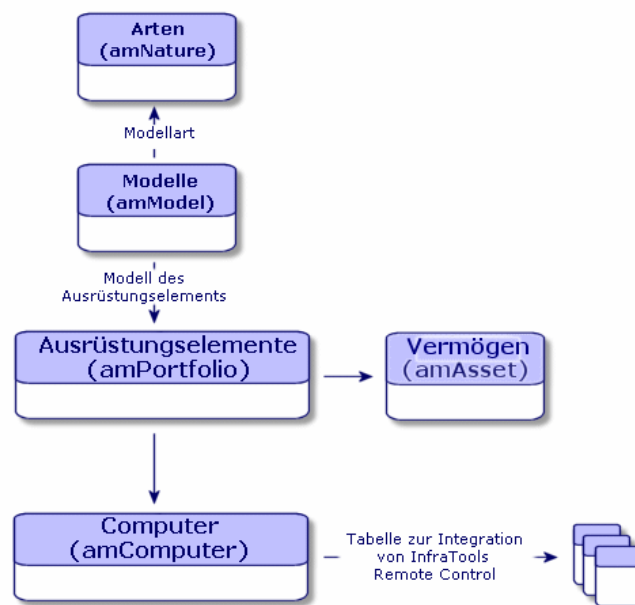 Arten
(amNature)
Modellart
Modelle
(amModel)
Modell des
Ausrüstungselements
Ausrüstungselemente
(amPortfolio)
Vermögen
(amAsset)
Computer
(amComputer)
Tabelle zur Integration
von InfraTools
Remote Control